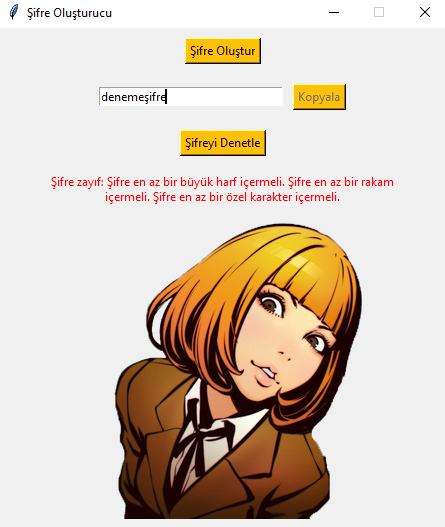 Şifre Oluşturucu
Şifre Oluştur
denemeşifre
Kopyala
Şifreyi Denetle
Şifre zayıf: Şifre en az bir büyük harf içermeli. Şifre en az bir rakam
içermeli. Şifre en az bir özel karakter içermeli.